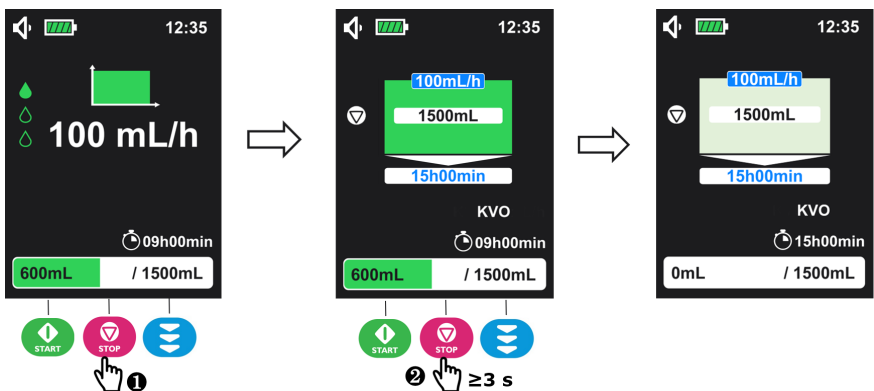 12:35
100 mL/h
09h00min
600mL / 1500mL
START STOP
❶
12:35
100mL/h
1500mL
15h00min
KVO
09h00min
600mL / 1500mL
START STOP
❷ ≥3 s
12:35
100mL/h
1500mL
15h00min
KVO
15h00min
0mL / 1500mL